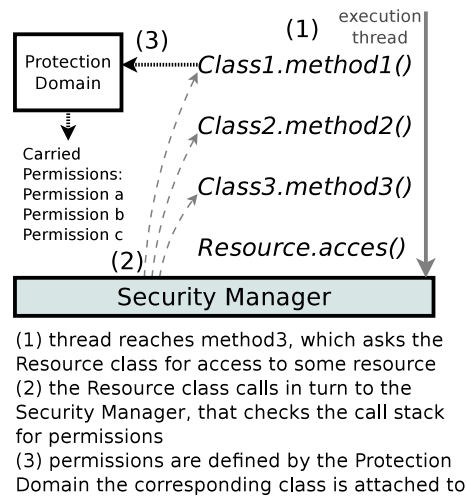 (1)
execution
thread
(3)
Protection
Domain
Class1.method1()
Class2.method2()
Carried
Permissions:
Permission a
Permission b
Permission c
Class3.method3()
(2)
Resource.acces()
Security Manager
(1) thread reaches method3, which asks the
Resource class for access to some resource
(2) the Resource class calls in turn to the
Security Manager, that checks the call stack
for permissions
(3) permissions are defined by the Protection
Domain the corresponding class is attached to